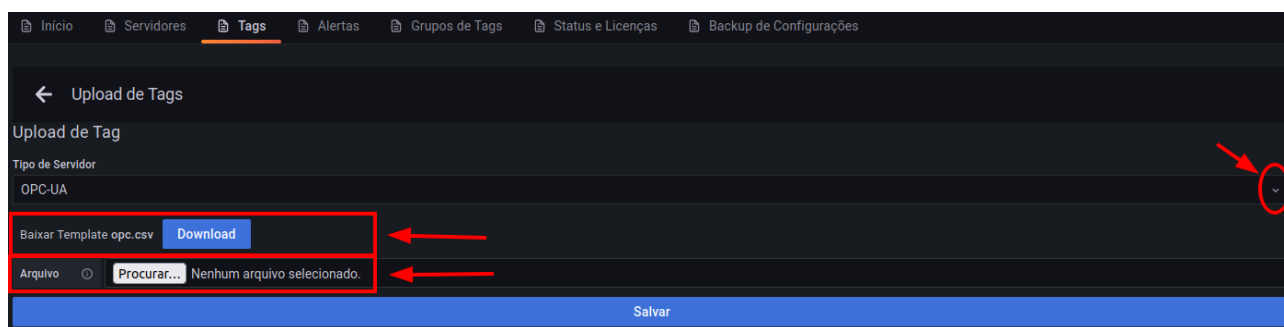 Início Servidores Tags Alertas Grupos de Tags Status e Licenças Backup de Configurações
Upload de Tags
Upload de Tag
Tipo de Servidor
OPC-UA
Baixar Template opc.csv Download
Arquivo Procurar... Nenhum arquivo selecionado.
Salvar